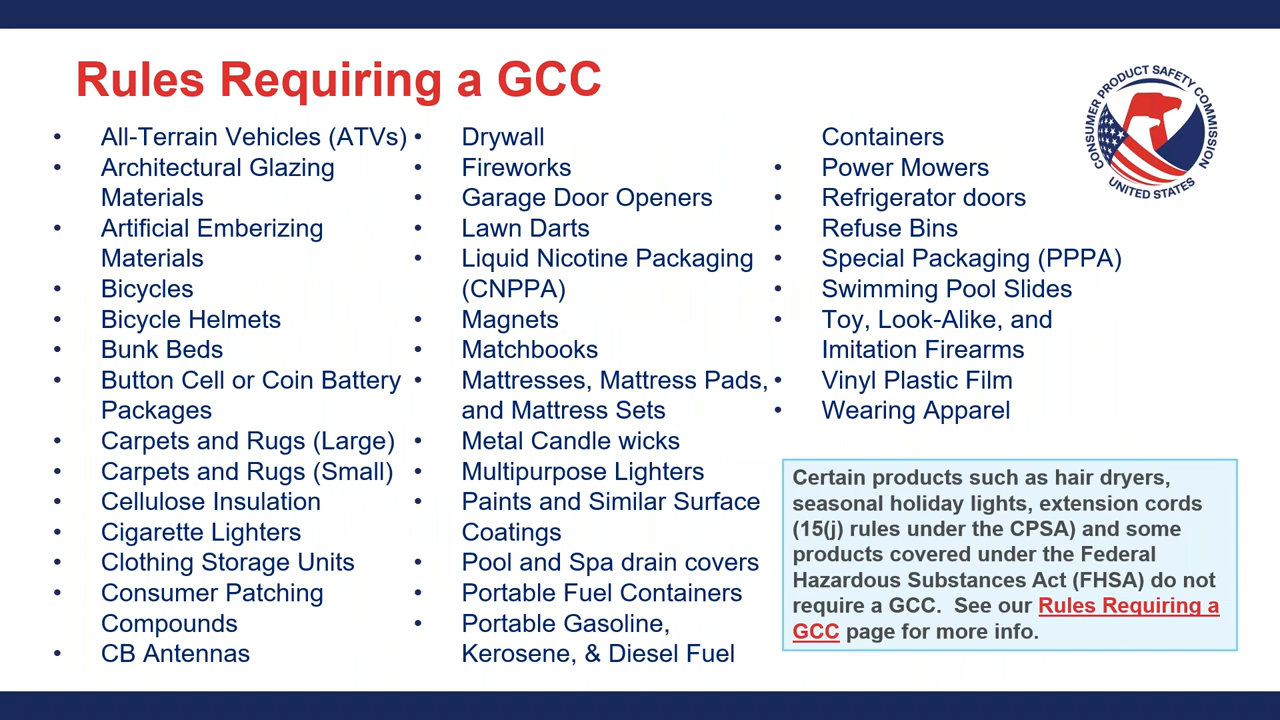 Rules Requiring a GCC
• All-Terrain Vehicles (ATVs)
• Architectural Glazing
Materials
• Artificial Emberizing
Materials
• Bicycles
• Bicycle Helmets
• Bunk Beds
• Button Cell or Coin Battery
Packages
• Carpets and Rugs (Large)
• Carpets and Rugs (Small)
• Cellulose Insulation
• Cigarette Lighters
• Clothing Storage Units
• Consumer Patching
Compounds
• CB Antennas
• Drywall
• Fireworks
• Garage Door Openers
• Lawn Darts
• Liquid Nicotine Packaging
(CNPPA)
• Magnets
• Matchbooks
• Mattresses, Mattress Pads,
and Mattress Sets
• Metal Candle wicks
• Multipurpose Lighters
• Paints and Similar Surface
Coatings
• Pool and Spa drain covers
• Portable Fuel Containers
• Portable Gasoline,
Kerosene, & Diesel Fuel
Containers
• Power Mowers
• Refrigerator doors
• Refuse Bins
• Special Packaging (PPPA)
• Swimming Pool Slides
• Toy, Look-Alike, and
Imitation Firearms
• Vinyl Plastic Film
• Wearing Apparel
CONSUMER PRODUCT SAFETY COMMISSION
UNITED STATES
Certain products such as hair dryers,
seasonal holiday lights, extension cords
(15(j) rules under the CPSA) and some
products covered under the Federal
Hazardous Substances Act (FHSA) do not
require a GCC. See our Rules Requiring a
GCC page for more info.